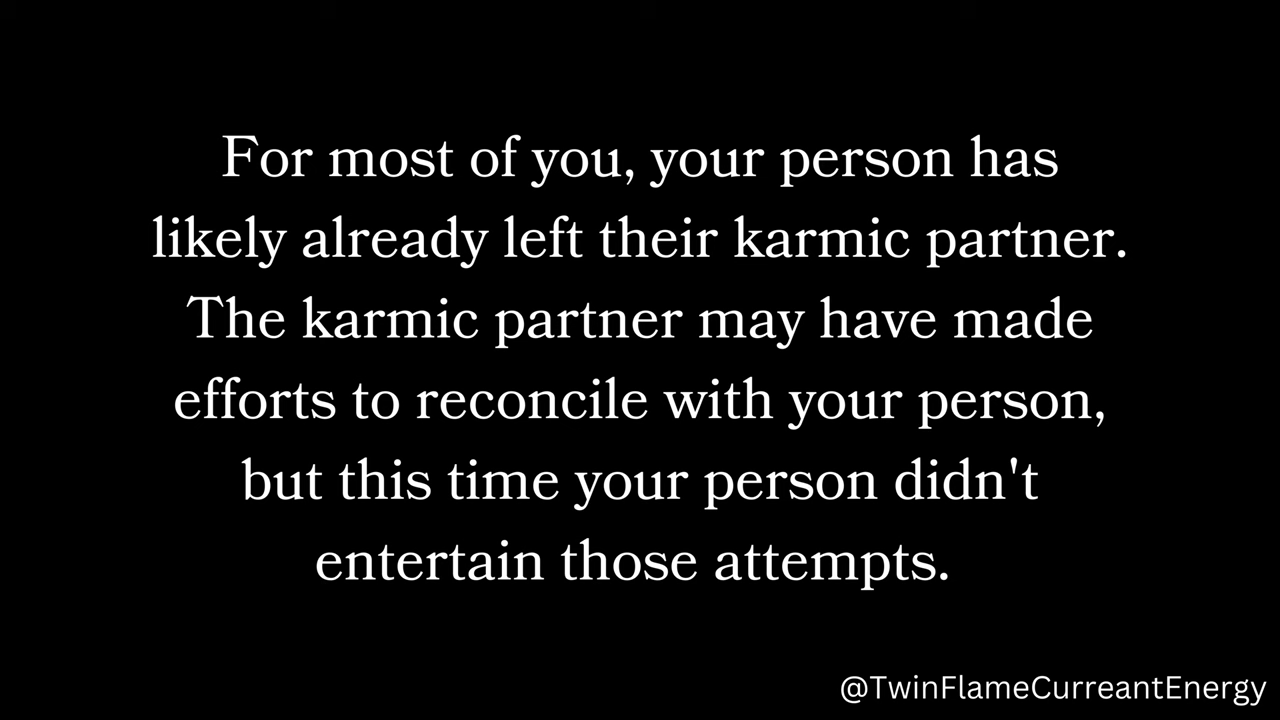 For most of you, your person has
likely already left their karmic partner.
The karmic partner may have made
efforts to reconcile with your person,
but this time your person didn't
entertain those attempts.
@TwinFlameCurreantEnergy